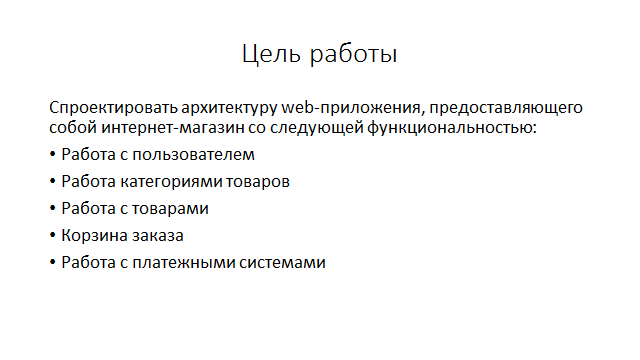 Цель работы
Спроектировать архитектуру web-приложения, предоставляющего
собой интернет-магазин со следующей функциональностью:
• Работа с пользователем
• Работа категориями товаров
• Работа с товарами
• Корзина заказа
• Работа с платежными системами